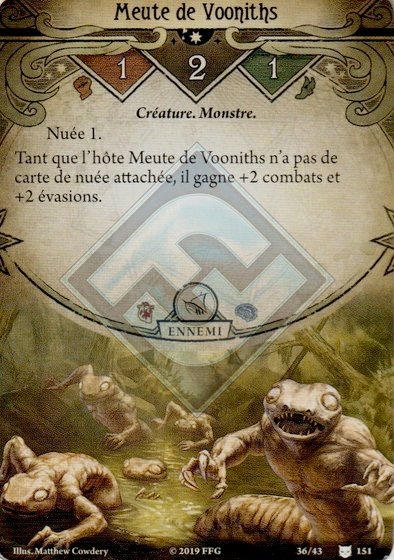 Meute de Vooniths
1 2 1
Créature. Monstre.
Nuée 1.
Tant que l'hôte Meute de Vooniths n'a pas de
carte de nuée attachée, il gagne +2 combats et
+2 évasions.
ENNEMI
Illus. Matthew Cowdery © 2019 FFG 36/43 151